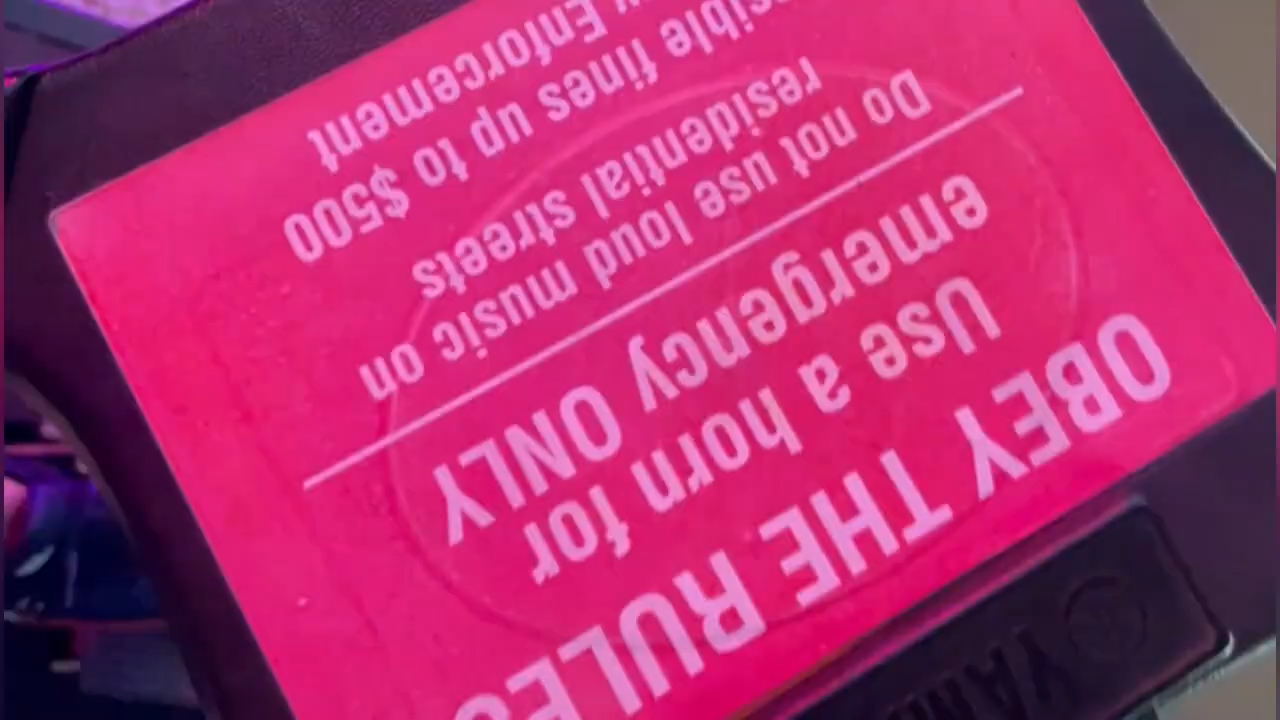 OBEY THE RULES
Use a horn for
emergency ONLY
Do not use loud music on
residential streets
fines up to $500
Enforcement